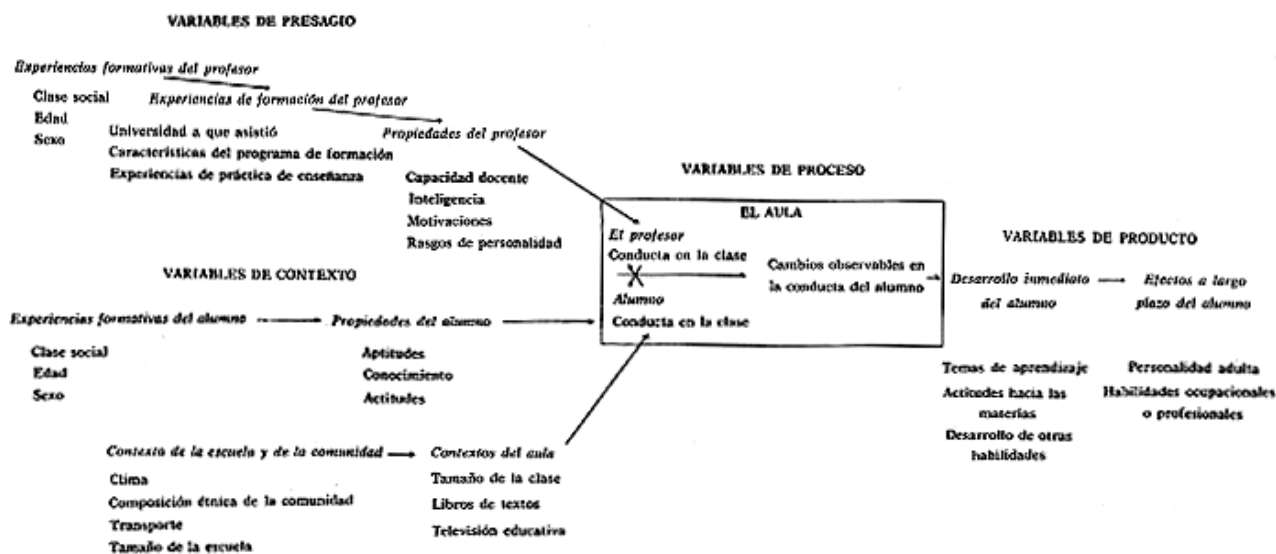 VARIABLES DE PRESAGIO
Experiencias formativas del profesor
Clase social
Edad
Sexo
Experiencias de formación del profesor
Universidad a que asistió
Características del programa de formación
Experiencias de práctica de enseñanza
Propiedades del profesor
Capacidad docente
Inteligencia
Motivaciones
Rasgos de personalidad
VARIABLES DE CONTEXTO
Experiencias formativas del alumno
Clase social
Edad
Sexo
Propiedades del alumno
Aptitudes
Conocimiento
Actitudes
Contexto de la escuela y de la comunidad
Clima
Composición étnica de la comunidad
Transporte
Tamaño de la escuela
Contextos del aula
Tamaño de la clase
Libros de textos
Televisión educativa
VARIABLES DE PROCESO
EL AULA
El profesor
Conducta en la clase
Alumno
Conducta en la clase
Cambios observables en
la conducta del alumno
VARIABLES DE PRODUCTO
Desarrollo inmediato
del alumno
Temas de aprendizaje
Actitudes hacia las
materias
Desarrollo de otras
habilidades
Efectos a largo
plazo del alumno
Personalidad adulta
Habilidades ocupacionales
o profesionales